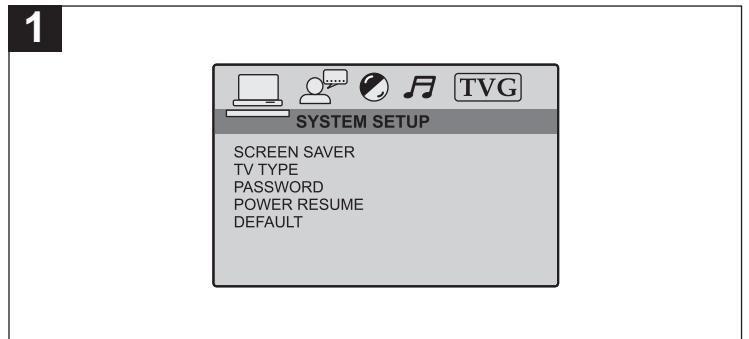 1
TVG
SYSTEM SETUP
SCREEN SAVER
TV TYPE
PASSWORD
POWER RESUME
DEFAULT